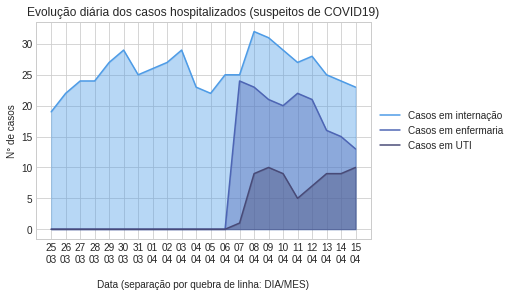 Evolução diária dos casos hospitalizados (suspeitos de COVID19)
30
25
20
15
10
5
0
N° de casos
25 26 27 28 29 30 31 01 02 03 04 05 06 07 08 09 10 11 12 13 14 15
03 03 03 03 03 03 03 04 04 04 04 04 04 04 04 04 04 04 04 04 04 04
Data (separação por quebra de linha: DIA/MES)
Casos em internação
Casos em enfermaria
Casos em UTI